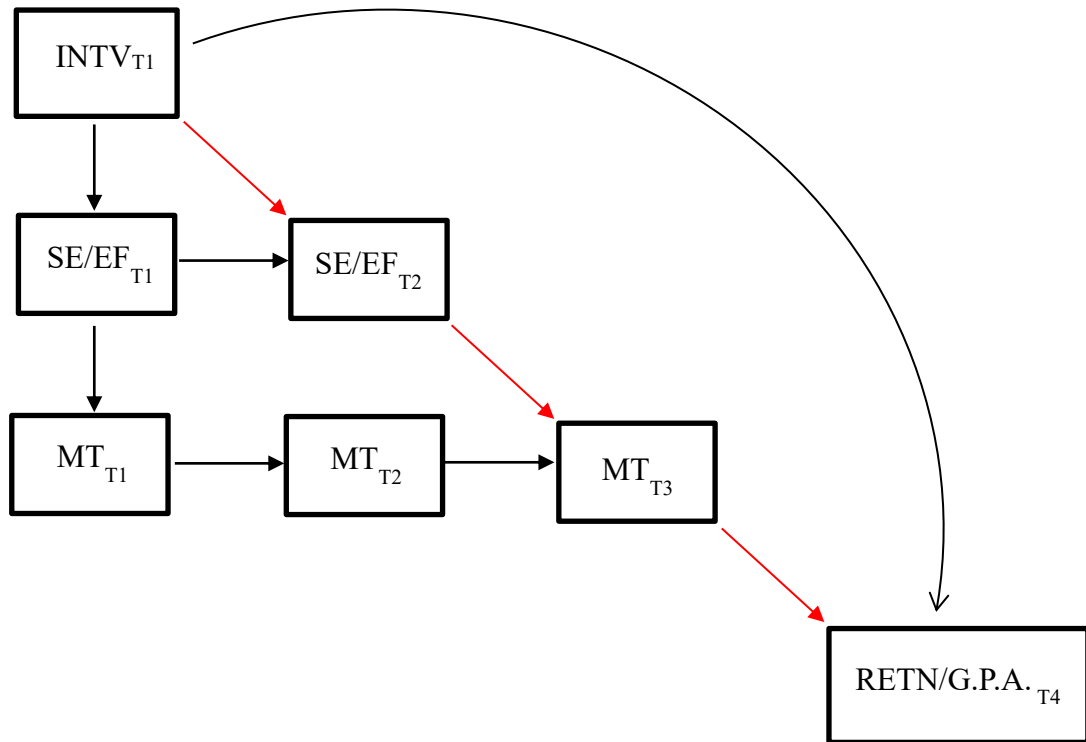 INTVT1
SE/EFT1
SE/EFT2
MTT1
MTT2
MTT3
RETN/G.P.A. T4